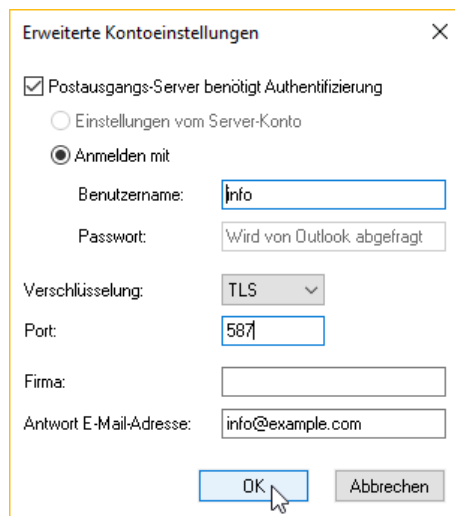 Erweiterte Kontoeinstellungen
Postausgangs-Server benötigt Authentifizierung
Einstellungen vom Server-Konto
Anmelden mit
Benutzername: info
Passwort: Wird von Outlook abgefragt
Verschlüsselung: TLS
Port: 587
Firma:
Antwort E-Mail-Adresse: info@example.com
OK Abbrechen